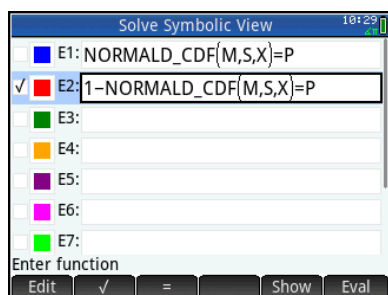 Solve Symbolic View 10:29
E1: NORMALD_CDF(M,S,X)=P
√ E2: 1−NORMALD_CDF(M,S,X)=P
E3:
E4:
E5:
E6:
E7:
Enter function
Edit √ = Show Eval